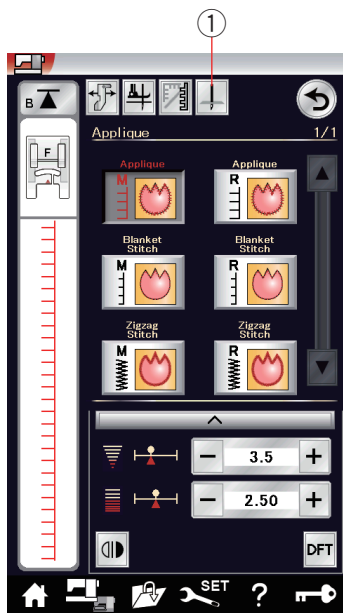 1
B
F
Applique 1/1
Applique Applique
M R
Blanket Blanket
Stitch Stitch
M R
Zigzag Zigzag
Stitch Stitch
M R
− 3.5 +
− 2.50 +
DFT
SET ?